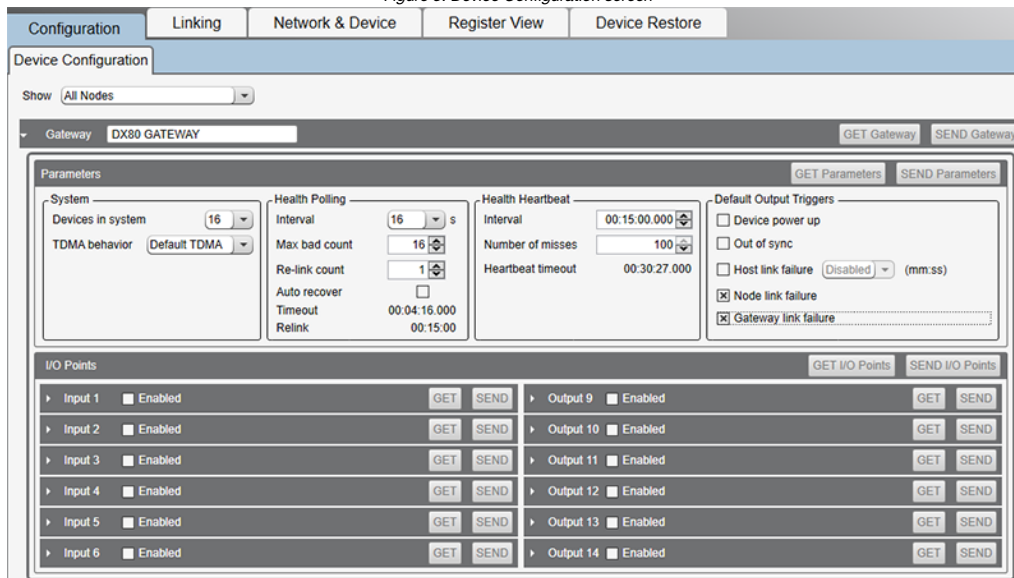 Configuration Linking Network & Device Register View Device Restore
Device Configuration
Show All Nodes
Gateway DX80 GATEWAY GET Gateway SEND Gateway
Parameters GET Parameters SEND Parameters
System
Devices in system 16
TDMA behavior Default TDMA
Health Polling
Interval 16 s
Max bad count 16
Re-link count 1
Auto recover
Timeout 00:04:16.000
Relink 00:15:00
Health Heartbeat
Interval 00:15:00.000
Number of misses 100
Heartbeat timeout 00:30:27.000
Default Output Triggers
Device power up
Out of sync
Host link failure Disabled (mm:ss)
Node link failure
Gateway link failure
I/O Points GET I/O Points SEND I/O Points
Input 1 Enabled GET SEND Output 9 Enabled GET SEND
Input 2 Enabled GET SEND Output 10 Enabled GET SEND
Input 3 Enabled GET SEND Output 11 Enabled GET SEND
Input 4 Enabled GET SEND Output 12 Enabled GET SEND
Input 5 Enabled GET SEND Output 13 Enabled GET SEND
Input 6 Enabled GET SEND Output 14 Enabled GET SEND